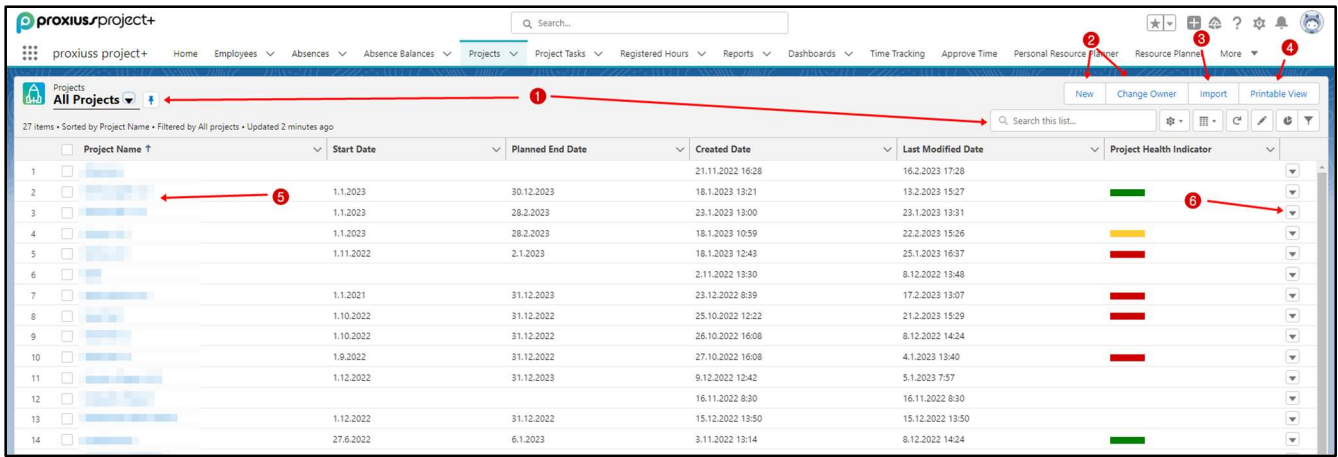 proxiuss project+ Search...
proxiuss project+ Home Employees Absences Absence Balances Projects Project Tasks Registered Hours Reports Dashboards Time Tracking Approve Time Personal Resource Planner Resource Planner More
2 3 4
Projects
All Projects 1 New Change Owner Import Printable View
27 items • Sorted by Project Name • Filtered by All projects • Updated 2 minutes ago Search this list...
Project Name ↑ Start Date Planned End Date Created Date Last Modified Date Project Health Indicator
1 21.11.2022 16:28 16.2.2023 17:28
2 1.1.2023 30.12.2023 18.1.2023 13:21 13.2.2023 15:27
5 6
3 1.1.2023 28.2.2023 23.1.2023 13:00 23.1.2023 13:31
4 1.1.2023 28.2.2023 18.1.2023 10:59 22.2.2023 15:26
5 1.11.2022 2.1.2023 18.1.2023 12:43 25.1.2023 16:37
6 2.11.2022 13:30 8.12.2022 13:48
7 1.1.2021 31.12.2023 23.12.2022 8:39 17.2.2023 13:07
8 1.10.2022 31.12.2022 25.10.2022 12:22 21.2.2023 15:29
9 1.10.2022 31.12.2022 26.10.2022 16:08 8.12.2022 14:24
10 1.9.2022 31.12.2022 27.10.2022 16:08 4.1.2023 13:40
11 1.12.2022 31.12.2023 9.12.2022 12:42 5.1.2023 7:57
12 16.11.2022 8:30 16.11.2022 8:30
13 1.12.2022 31.12.2022 15.12.2022 13:50 15.12.2022 13:50
14 27.6.2022 6.1.2023 3.11.2022 13:14 8.12.2022 14:24